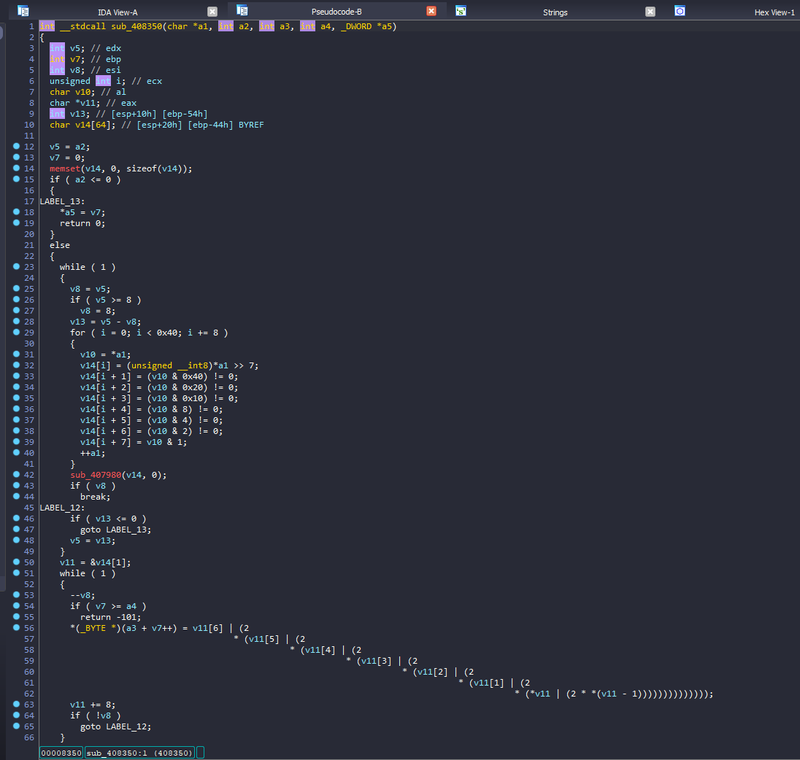 IDA View-A Pseudocode-B Strings Hex View-1
1 int __stdcall sub_408350(char *a1, int a2, int a3, int a4, _DWORD *a5)
2 {
3 int v5; // edx
4 int v7; // ebp
5 int v8; // esi
6 unsigned int i; // ecx
7 char v10; // al
8 char *v11; // eax
9 int v13; // [esp+10h] [ebp-54h]
10 char v14[64]; // [esp+20h] [ebp-44h] BYREF
11
12 v5 = a2;
13 v7 = 0;
14 memset(v14, 0, sizeof(v14));
15 if ( a2 <= 0 )
16 {
17 LABEL_13:
18 *a5 = v7;
19 return 0;
20 }
21 else
22 {
23 while ( 1 )
24 {
25 v8 = v5;
26 if ( v5 >= 8 )
27 v8 = 8;
28 v13 = v5 - v8;
29 for ( i = 0; i < 0x40; i += 8 )
30 {
31 v10 = *a1;
32 v14[i] = (unsigned __int8)*a1 >> 7;
33 v14[i + 1] = (v10 & 0x40) != 0;
34 v14[i + 2] = (v10 & 0x20) != 0;
35 v14[i + 3] = (v10 & 0x10) != 0;
36 v14[i + 4] = (v10 & 8) != 0;
37 v14[i + 5] = (v10 & 4) != 0;
38 v14[i + 6] = (v10 & 2) != 0;
39 v14[i + 7] = v10 & 1;
40 ++a1;
41 }
42 sub_407980(v14, 0);
43 if ( v8 )
44 break;
45 LABEL_12:
46 if ( v13 <= 0 )
47 goto LABEL_13;
48 v5 = v13;
49 }
50 v11 = &v14[1];
51 while ( 1 )
52 {
53 --v8;
54 if ( v7 >= a4 )
55 return -101;
56 *(_BYTE *)(a3 + v7++) = v11[6] | (2
57 * (v11[5] | (2
58 * (v11[4] | (2
59 * (v11[3] | (2
60 * (v11[2] | (2
61 * (v11[1] | (2
62 * (*v11 | (2 * *(v11 - 1))))))))))))));
63 v11 += 8;
64 if ( !v8 )
65 goto LABEL_12;
66 }
00008350 sub_408350:1 (408350)